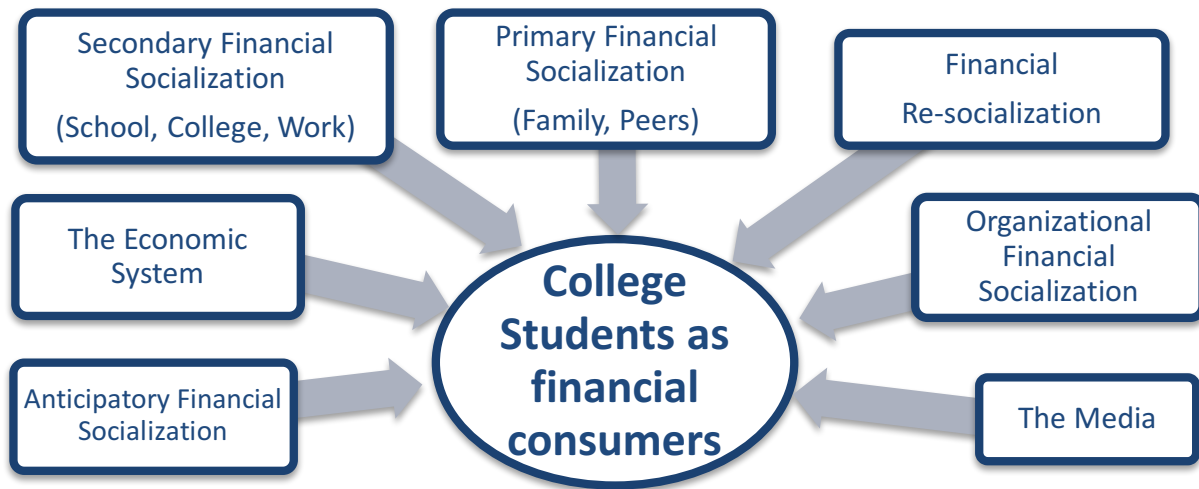 Secondary Financial
Socialization
(School, College, Work)
Primary Financial
Socialization
(Family, Peers)
Financial
Re-socialization
The Economic
System
Organizational
Financial
Socialization
Anticipatory Financial
Socialization
The Media
College
Students as
financial
consumers